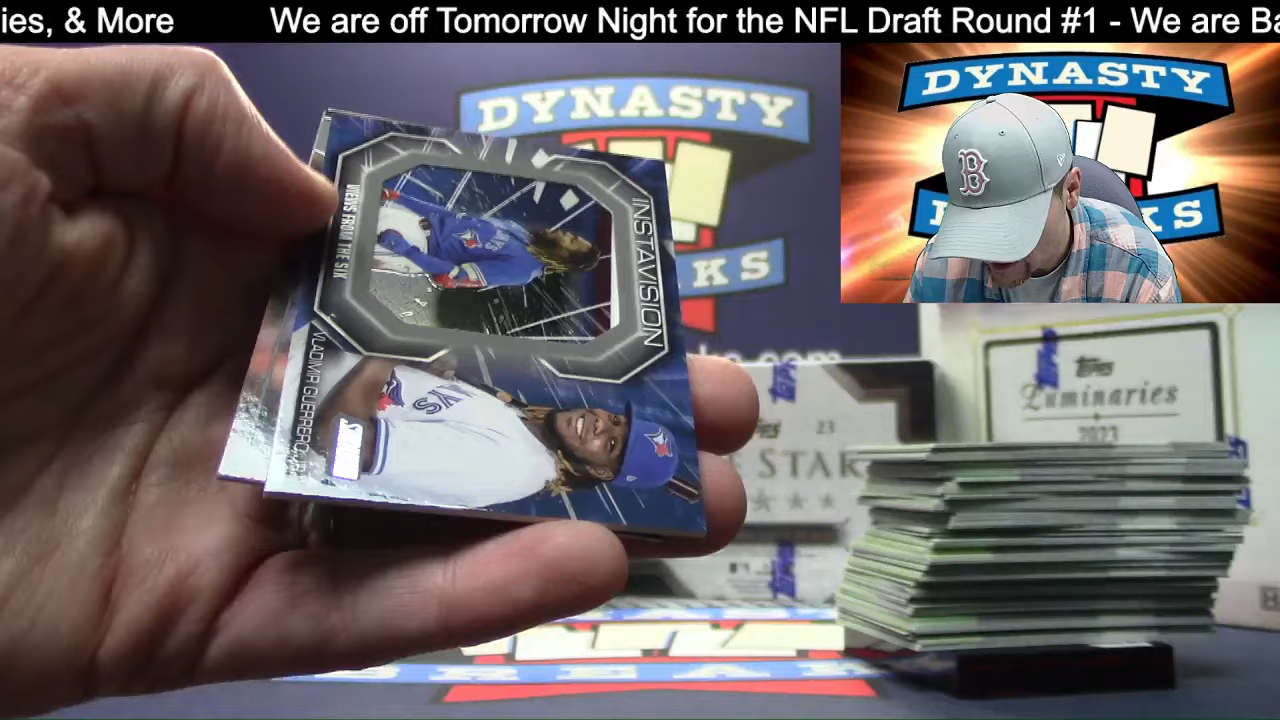 ies, & More We are off Tomorrow Night for the NFL Draft Round #1 - We are Ba
DYNASTY
KS
DYNASTY
KS
B
INSTAVISION
VIEWS FROM THE SIX
VLADIMIR GUERRERO JR.
Topps
Luminaries
2023
23
STAR